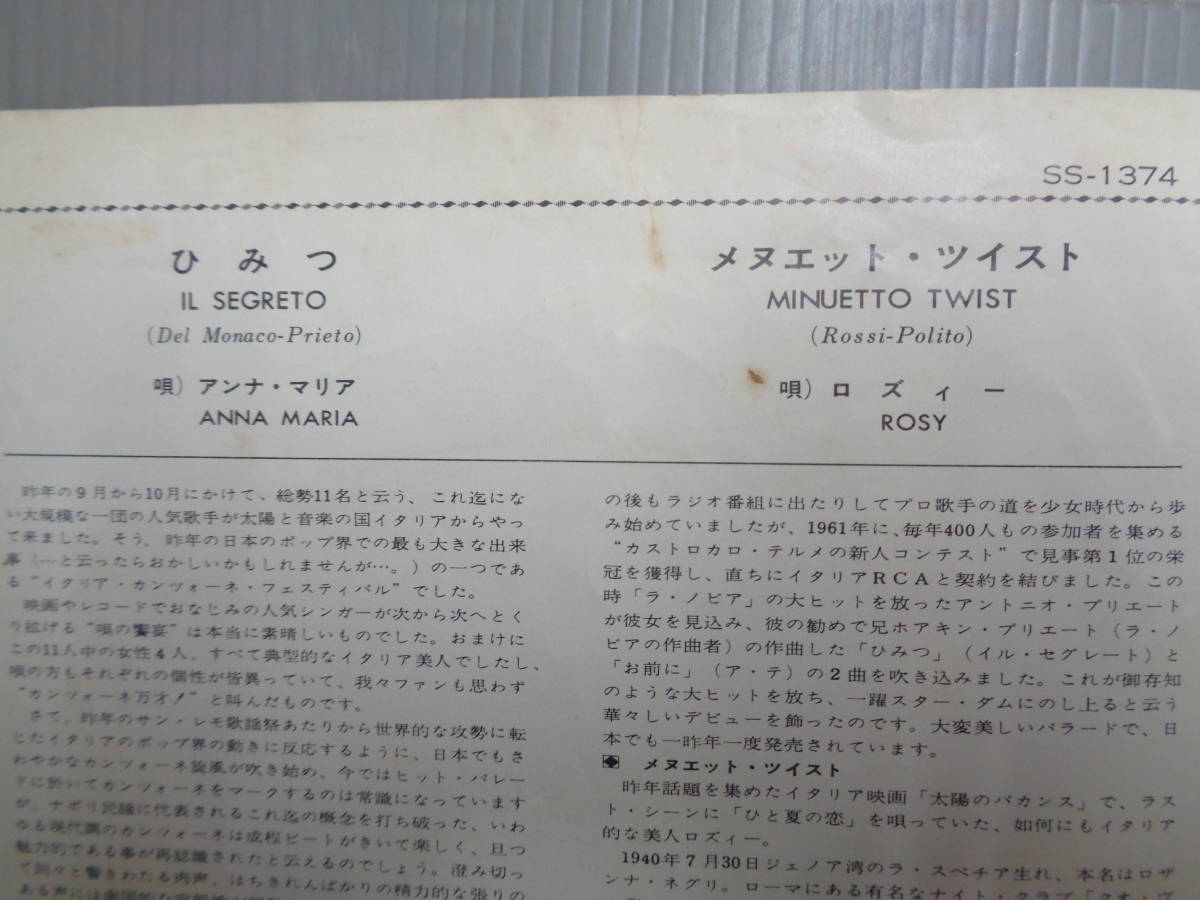 SS-1374
ひみつ
IL SEGRETO
(Del Monaco-Prieto)
唄) アンナ・マリア
ANNA MARIA
メヌエット・ツイスト
MINUETTO TWIST
(Rossi-Polito)
唄) ロズィー
ROSY
昨年の9月から10月にかけて、総勢11名と云う、これ迄にな
い大規模な一団の人気歌手が太陽と音楽の国イタリアからやっ
て来ました。そう、昨年の日本のポップ界での最も大きな出来
事(…と云ったらおかしいかもしれませんが…。)の一つであ
る“イタリア・カンツォーネ・フェスティバル”でした。
映画やレコードでおなじみの人気シンガーが次から次へとく
り拡げる“唄の饗宴”は本当に素晴しいものでした。おまけに
この11人中の女性4人、すべて典型的なイタリア美人でしたし、
唄の方もそれぞれの個性が皆異っていて、我々ファンも思わず
“カンツォーネ万才!”と叫んだものです。
さて、昨年のサン・レモ歌謡祭あたりから世界的な攻勢に転
じたイタリアのポップ界の動きに反応するように、日本でもさ
わやかなカンツォーネ旋風が吹き始め、今ではヒット・パレー
ドに於いてカンツォーネをマークするのは常識になっています
が、ナポリ民謡に代表されるこれ迄の概念を打ち破った、いわ
ゆる現代調のカンツォーネは成程ビートがきいて楽しく、且つ
魅力的である事が再認識されたと云えるのでしょう。澄み切っ
て朗々と響きわたる肉声、はちきれんばかりの精力的な張りの
ある声には
の後もラジオ番組に出たりしてプロ歌手の道を少女時代から歩
み始めていましたが、1961年に、毎年400人もの参加者を集める
“カストロカロ・テルメの新人コンテスト”で見事第1位の栄
冠を獲得し、直ちにイタリアRCAと契約を結びました。この
時「ラ・ノビア」の大ヒットを放ったアントニオ・プリエート
が彼女を見込み、彼の勧めで兄ホアキン・プリエート(ラ・ノ
ビアの作曲者)の作曲した「ひみつ」(イル・セグレート)と
「お前に」(ア・テ)の2曲を吹き込みました。これが御存知
のような大ヒットを放ち、一躍スター・ダムにのし上ると云う
華々しいデビューを飾ったのです。大変美しいバラードで、日
本でも一昨年一度発売されています。
◆ メヌエット・ツイスト
昨年話題を集めたイタリア映画「太陽のバカンス」で、ラス
ト・シーンに「ひと夏の恋」を唄っていた、如何にもイタリア
的な美人ロズィー。
1940年7月30日ジェノア湾のラ・スペチア生れ、本名はロザ
ンナ・ネグリ。ローマにある有名なナイト・クラブ「クオ・ヴ